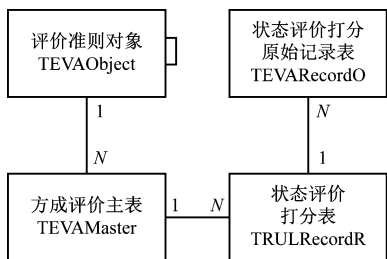 评价准则对象
TEVAObject
状态评价打分
原始记录表
TEVARecordO
1
N
N
1
方成评价主表
TEVAMaster
1
N
状态评价
打分表
TRULRecordR